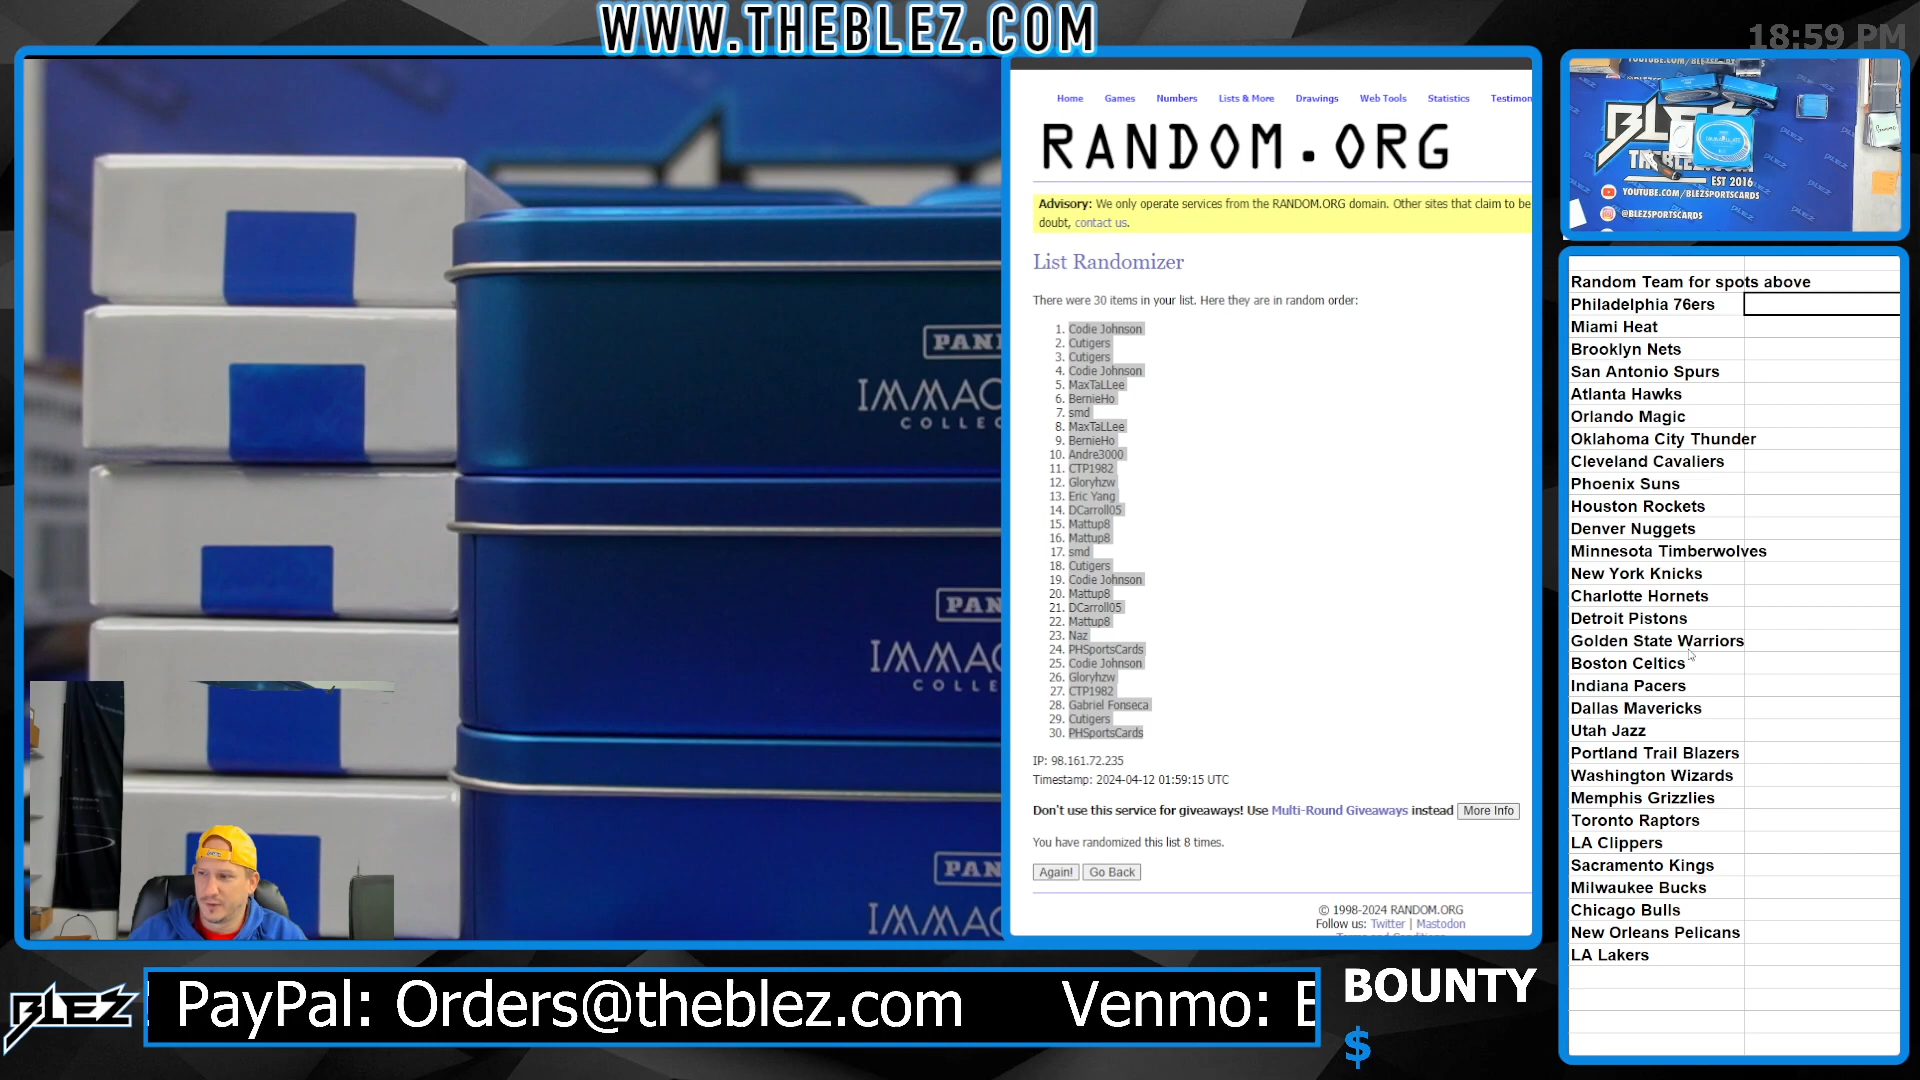 WWW.THEBLEZ.COM
18:59 PM
PANI
IMMAC
COLLEC
PAN
IMMAC
COLLE
PAN
IMMAC
Home Games Numbers Lists & More Drawings Web Tools Statistics Testimon
RANDOM.ORG
Advisory: We only operate services from the RANDOM.ORG domain. Other sites that claim to be
doubt, contact us.
List Randomizer
There were 30 items in your list. Here they are in random order:
1. Codie Johnson
2. Cutigers
3. Cutigers
4. Codie Johnson
5. MaxTaLLee
6. BernieHo
7. smd
8. MaxTaLLee
9. BernieHo
10. Andre3000
11. CTP1982
12. Gloryhzw
13. Eric Yang
14. DCarroll05
15. Mattup8
16. Mattup8
17. smd
18. Cutigers
19. Codie Johnson
20. Mattup8
21. DCarroll05
22. Mattup8
23. Naz
24. PHSportsCards
25. Codie Johnson
26. Gloryhzw
27. CTP1982
28. Gabriel Fonseca
29. Cutigers
30. PHSportsCards
IP: 98.161.72.235
Timestamp: 2024-04-12 01:59:15 UTC
Don't use this service for giveaways! Use Multi-Round Giveaways instead More Info
You have randomized this list 8 times.
Again! Go Back
© 1998-2024 RANDOM.ORG
Follow us: Twitter | Mastodon
EST 2016
YOUTUBE.COM/BLEZSPORTSCARDS
@BLEZSPORTSCARDS
Random Team for spots above
Philadelphia 76ers
Miami Heat
Brooklyn Nets
San Antonio Spurs
Atlanta Hawks
Orlando Magic
Oklahoma City Thunder
Cleveland Cavaliers
Phoenix Suns
Houston Rockets
Denver Nuggets
Minnesota Timberwolves
New York Knicks
Charlotte Hornets
Detroit Pistons
Golden State Warriors
Boston Celtics
Indiana Pacers
Dallas Mavericks
Utah Jazz
Portland Trail Blazers
Washington Wizards
Memphis Grizzlies
Toronto Raptors
LA Clippers
Sacramento Kings
Milwaukee Bucks
Chicago Bulls
New Orleans Pelicans
LA Lakers
BLEZ
PayPal: Orders@theblez.com Venmo: B
BOUNTY
$